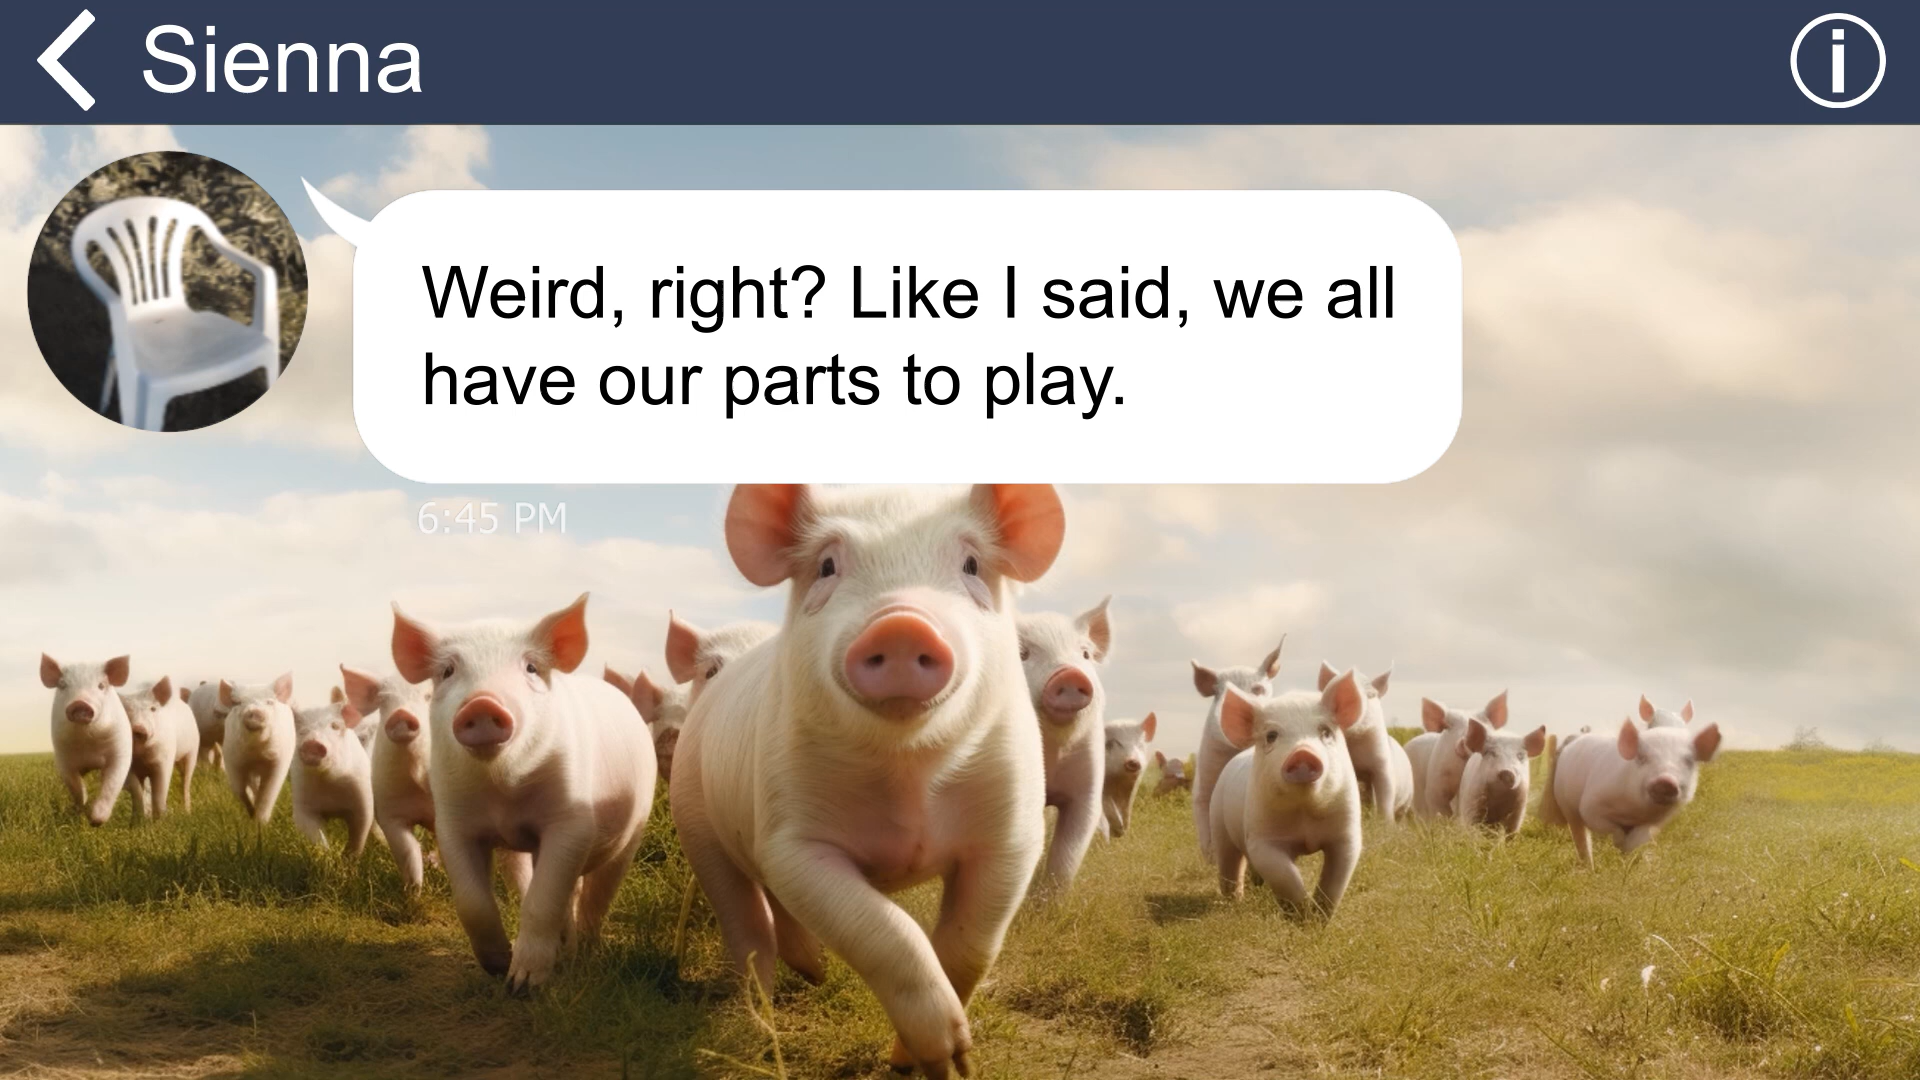 Sienna
Weird, right? Like I said, we all
have our parts to play.
6:45 PM